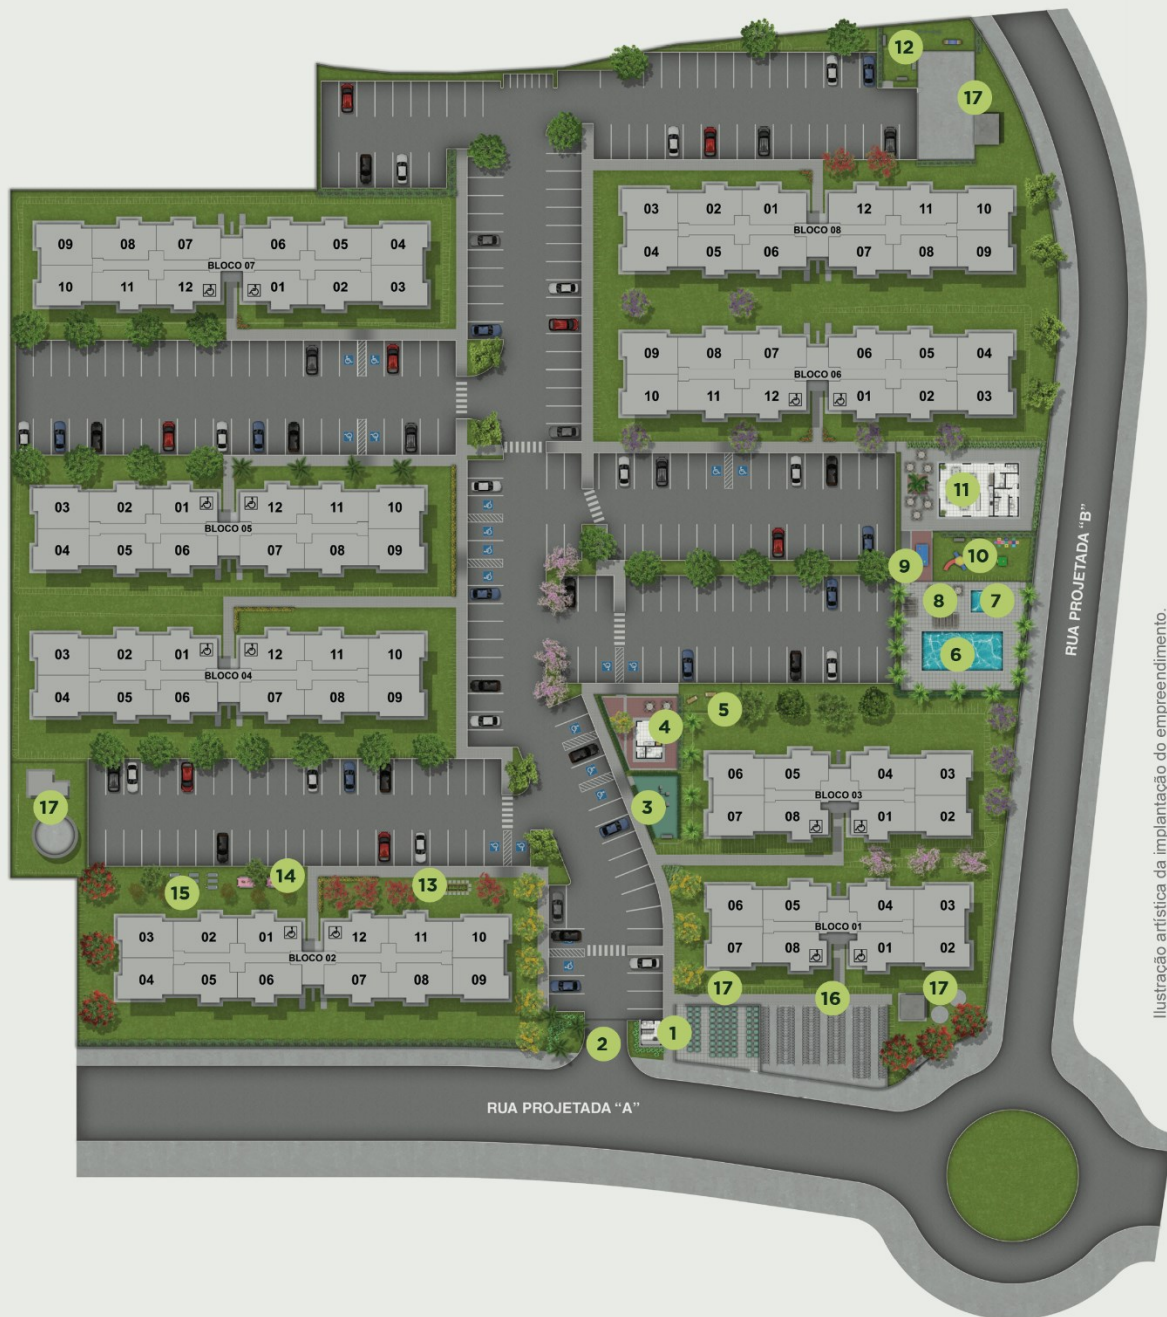 12
17
03 02 01 12 11 10
BLOCO 08
04 05 06 07 08 09
09 08 07 06 05 04
BLOCO 07
10 11 12 01 02 03
09 08 07 06 05 04
BLOCO 06
10 11 12 01 02 03
11
03 02 01 12 11 10
BLOCO 05
04 05 06 07 08 09
9
10
8
7
6
RUA PROJETADA “B”
03 02 01 12 11 10
BLOCO 04
04 05 06 07 08 09
5
4
3
06 05 04 03
BLOCO 03
07 08 01 02
17
15
14
13
03 02 01 12 11 10
BLOCO 02
04 05 06 07 08 09
06 05 04 03
BLOCO 01
07 08 01 02
17
16
17
1
2
RUA PROJETADA “A”
Ilustração artística da implantação do empreendimento.